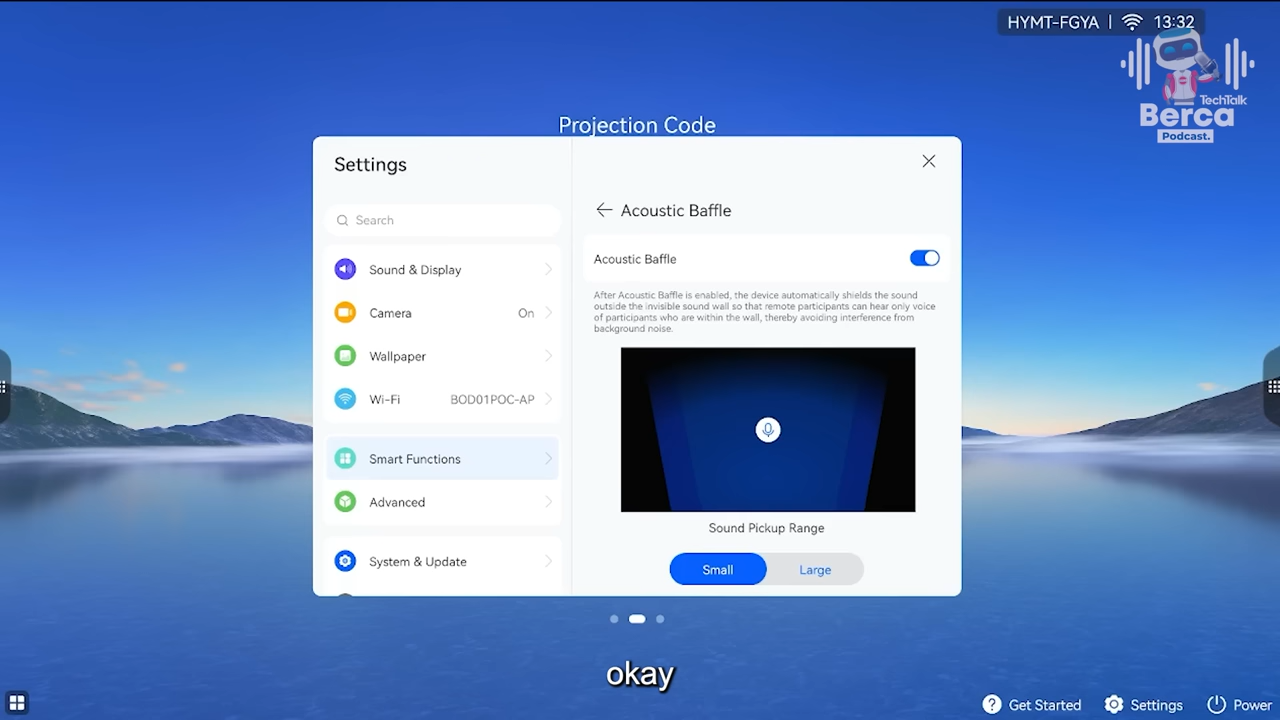 HYMT-FGYA | 13:32
TechTalk
Berca
Podcast.
Projection Code
Settings
Search
Sound & Display
Camera On
Wallpaper
Wi-Fi BOD01POC-AP
Smart Functions
Advanced
System & Update
Acoustic Baffle
Acoustic Baffle
After Acoustic Baffle is enabled, the device automatically shields the sound
outside the invisible sound wall so that remote participants can hear only voice
of participants who are within the wall, thereby avoiding interference from
background noise.
Sound Pickup Range
Small Large
okay
Get Started Settings Power